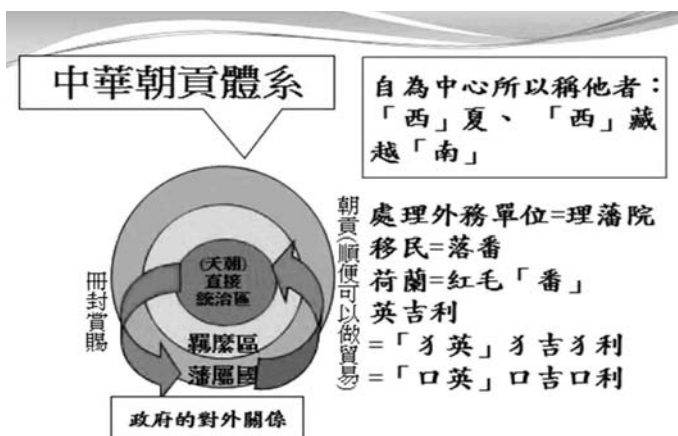 中華朝貢體系
自為中心所以稱他者：
「西」夏、「西」藏
越「南」
(天朝)
直接
統治區
羈縻區
藩屬國
冊封賞賜
朝貢(順便可以做貿易)
政府的對外關係
處理外務單位=理藩院
移民=落番
荷蘭=紅毛「番」
英吉利
=「犭英」犭吉犭利
=「口英」口吉口利